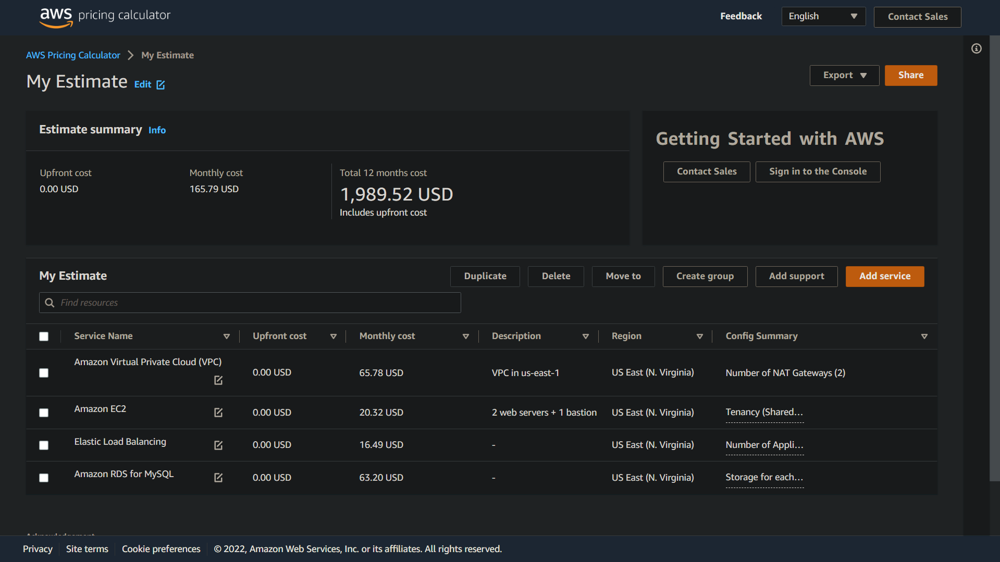 aws pricing calculator
Feedback
English
Contact Sales
AWS Pricing Calculator > My Estimate
My Estimate Edit
Export
Share
Estimate summary Info
Upfront cost
0.00 USD
Monthly cost
165.79 USD
Total 12 months cost
1,989.52 USD
Includes upfront cost
Getting Started with AWS
Contact Sales
Sign in to the Console
My Estimate
Duplicate
Delete
Move to
Create group
Add support
Add service
Find resources
Service Name Upfront cost Monthly cost Description Region Config Summary
Amazon Virtual Private Cloud (VPC) 0.00 USD 65.78 USD VPC in us-east-1 US East (N. Virginia) Number of NAT Gateways (2)
Amazon EC2 0.00 USD 20.32 USD 2 web servers + 1 bastion US East (N. Virginia) Tenancy (Shared...
Elastic Load Balancing 0.00 USD 16.49 USD - US East (N. Virginia) Number of Appli...
Amazon RDS for MySQL 0.00 USD 63.20 USD - US East (N. Virginia) Storage for each...
Acknowledgement
Privacy Site terms Cookie preferences © 2022, Amazon Web Services, Inc. or its affiliates. All rights reserved.